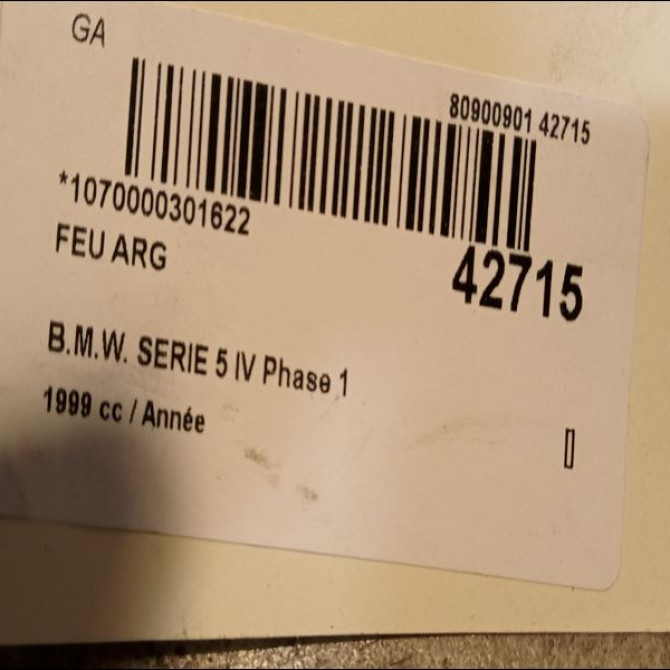 GA
80900901 42715
*1070000301622
FEU ARG
42715
B.M.W. SERIE 5 IV Phase 1
1999 cc / Année